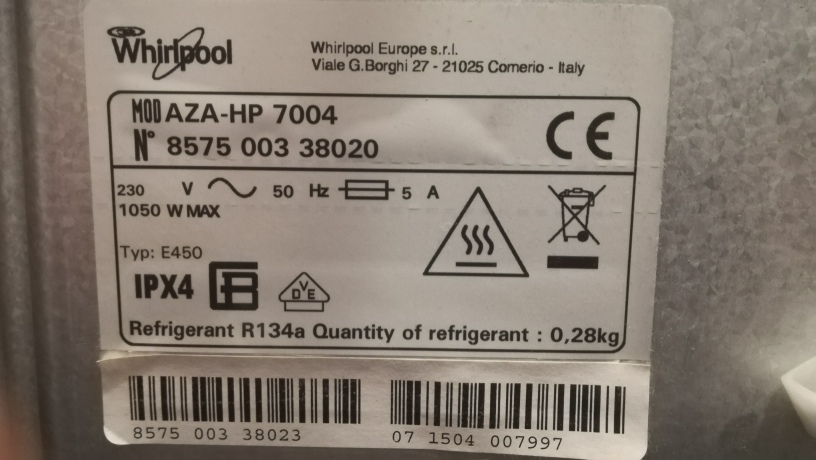 Whirlpool
Whirlpool Europe s.r.l.
Viale G.Borghi 27 - 21025 Comerio - Italy
MOD AZA-HP 7004
N° 8575 003 38020
CE
230 V 50 Hz 5 A
1050 W MAX
Typ: E450
IPX4
DVE
Refrigerant R134a Quantity of refrigerant : 0,28kg
8575 003 38023
07 1504 007997